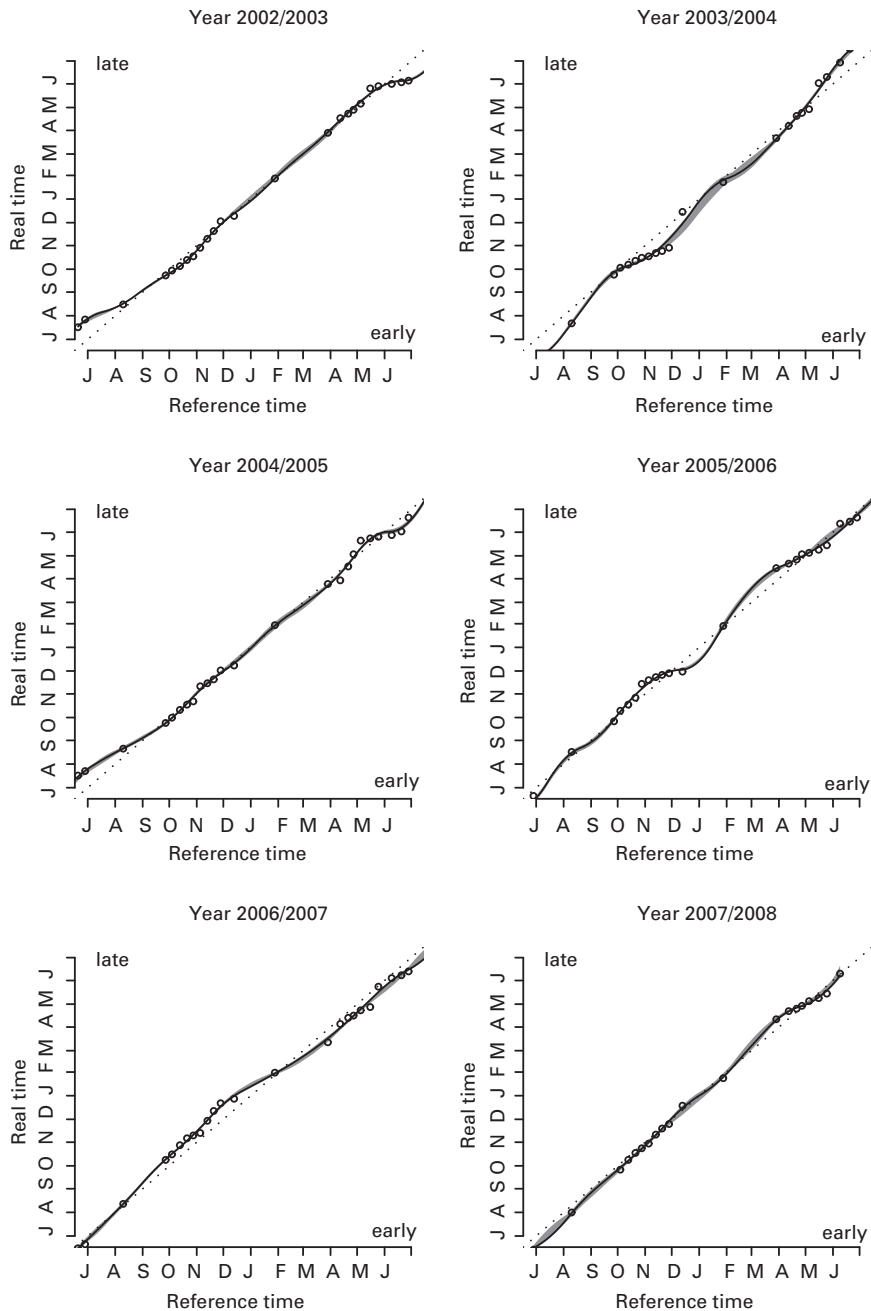 Year 2002/2003
late
Real time
J A S O N D J F M A M J
early
J A S O N D J F M A M J
Reference time
Year 2003/2004
late
Real time
J A S O N D J F M A M J
early
J A S O N D J F M A M J
Reference time
Year 2004/2005
late
Real time
J A S O N D J F M A M J
early
J A S O N D J F M A M J
Reference time
Year 2005/2006
late
Real time
J A S O N D J F M A M J
early
J A S O N D J F M A M J
Reference time
Year 2006/2007
late
Real time
J A S O N D J F M A M J
early
J A S O N D J F M A M J
Reference time
Year 2007/2008
late
Real time
J A S O N D J F M A M J
early
J A S O N D J F M A M J
Reference time